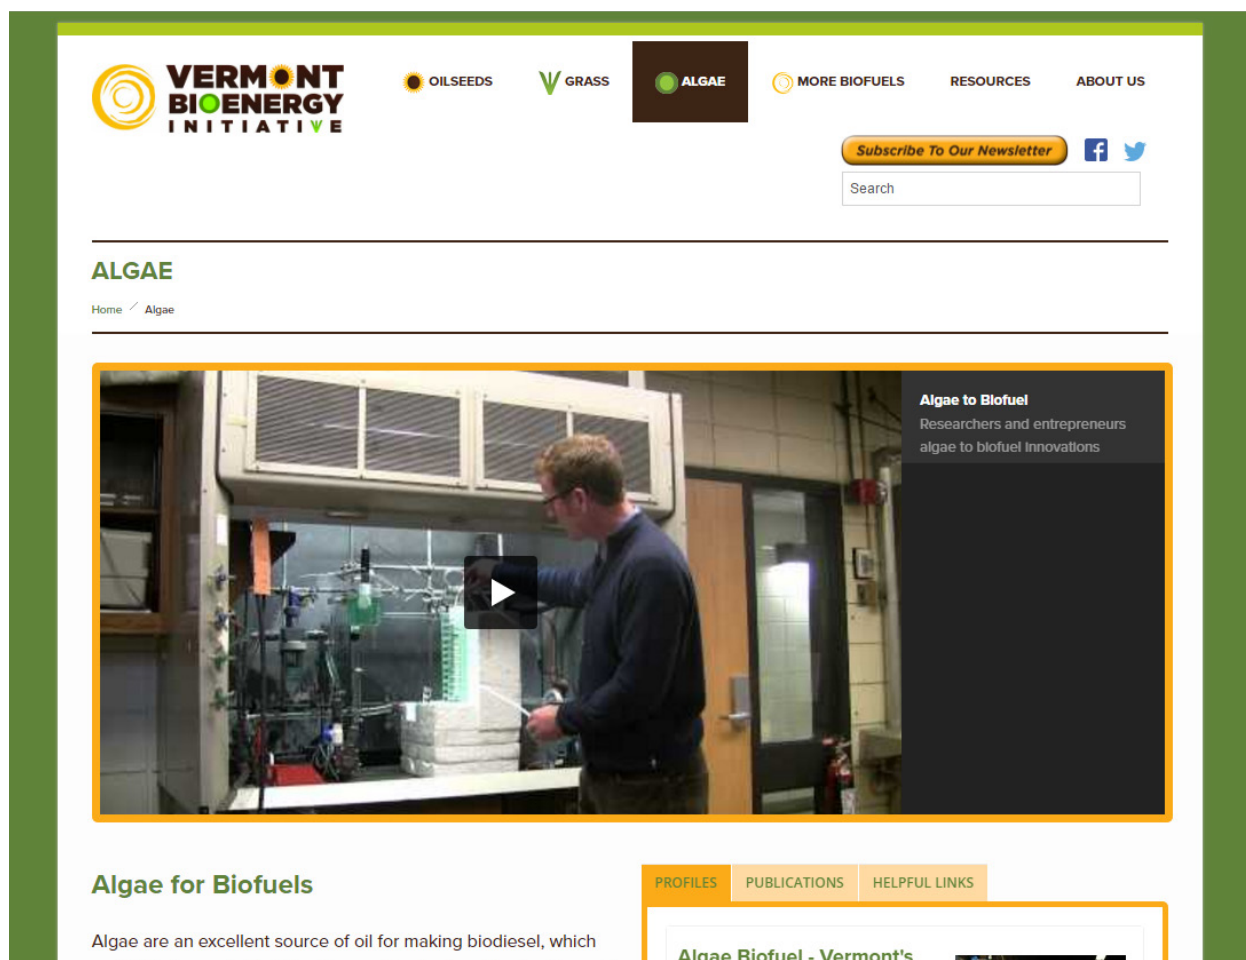 VERMONT
BIOENERGY
INITIATIVE
OILSEEDS
GRASS
ALGAE
MORE BIOFUELS
RESOURCES
ABOUT US
Subscribe To Our Newsletter
Search
ALGAE
Home / Algae
Algae to Biofuel
Researchers and entrepreneurs
algae to biofuel innovations
Algae for Biofuels
Algae are an excellent source of oil for making biodiesel, which
PROFILES
PUBLICATIONS
HELPFUL LINKS
Algae Biofuel - Vermont's